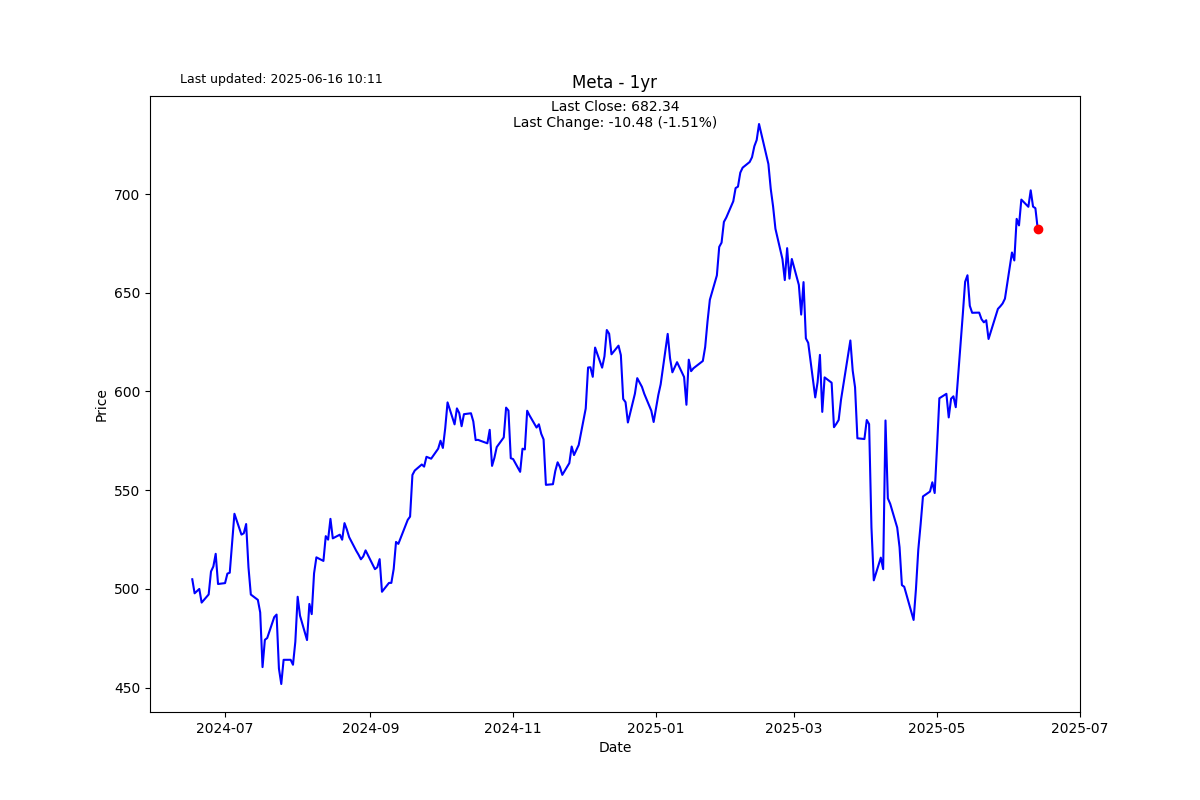 Last updated: 2025-06-16 10:11
Meta - 1yr
Last Close: 682.34
Last Change: -10.48 (-1.51%)
700
650
600
550
500
450
Price
2024-07
2024-09
2024-11
2025-01
2025-03
2025-05
2025-07
Date